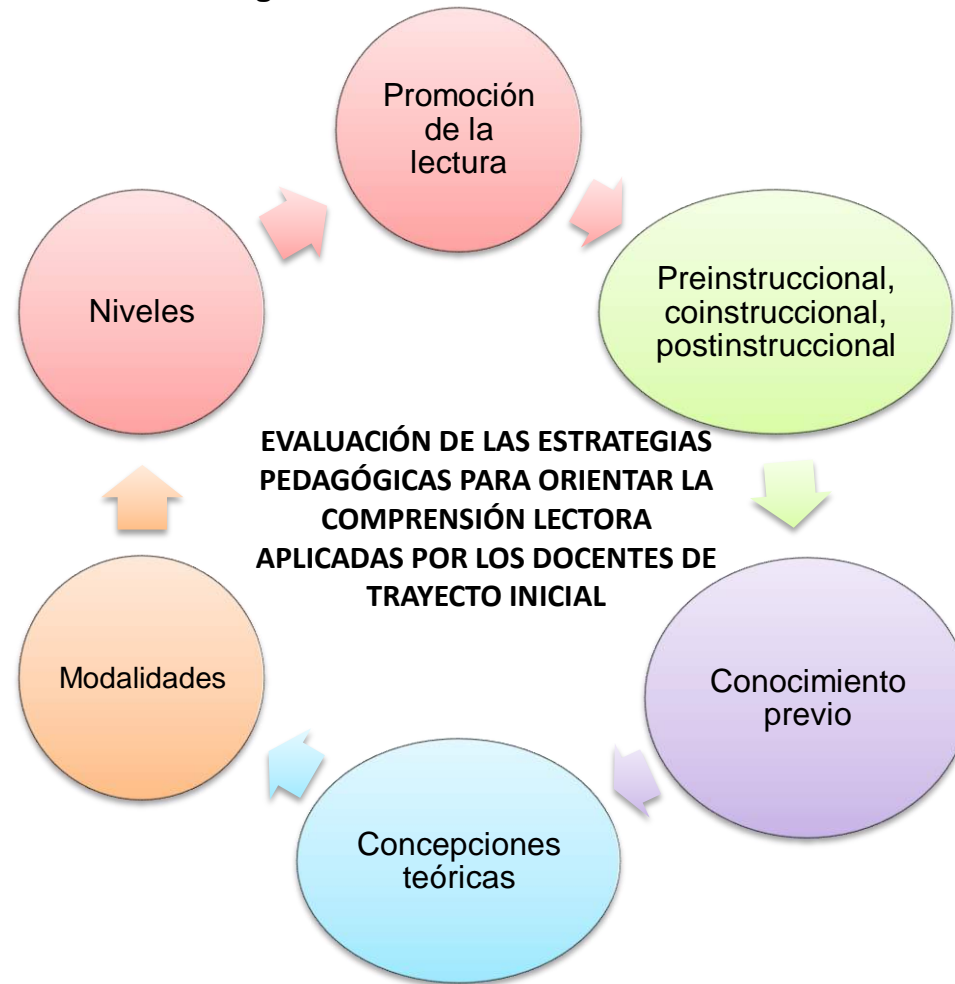 Promoción
de la
lectura
Preinstruccional,
coinstruccional,
postinstruccional
Niveles
EVALUACIÓN DE LAS ESTRATEGIAS
PEDAGÓGICAS PARA ORIENTAR LA
COMPRENSIÓN LECTORA
APLICADAS POR LOS DOCENTES DE
TRAYECTO INICIAL
Modalidades
Conocimiento
previo
Concepciones
teóricas